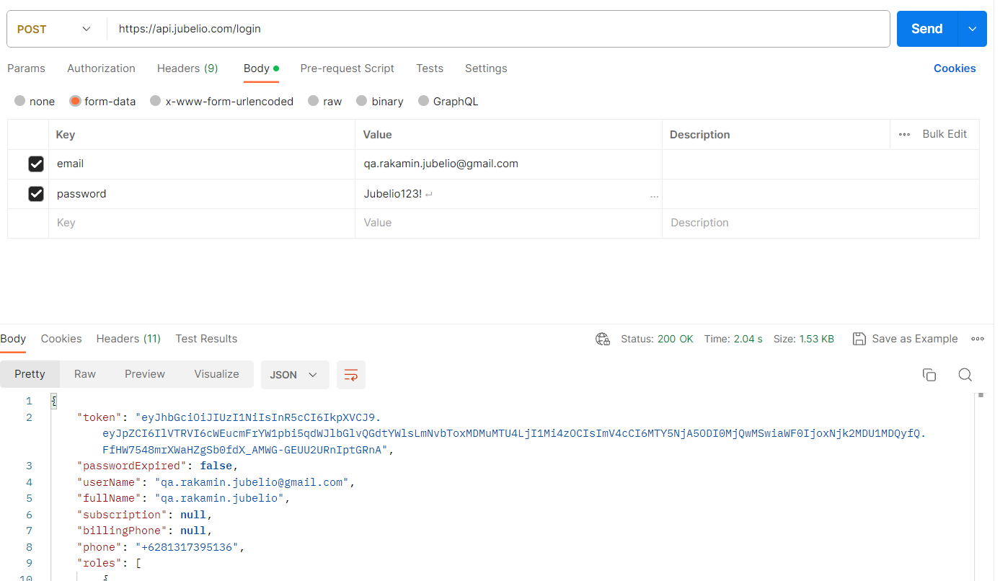 POST https://api.jubelio.com/login Send
Params Authorization Headers (9) Body Pre-request Script Tests Settings Cookies
none form-data x-www-form-urlencoded raw binary GraphQL
Key Value Description ••• Bulk Edit
email qa.rakamin.jubelio@gmail.com
password Jubelio123! ↵ ...
Key Value Description
Body Cookies Headers (11) Test Results Status: 200 OK Time: 2.04 s Size: 1.53 KB Save as Example •••
Pretty Raw Preview Visualize JSON
1 {
2 "token": "eyJhbGciOiJIUzI1NiIsInR5cCI6IkpXVCJ9.
eyJpZCI6IlVTRVI6cWEucmFrYW1pbi5qdWJlbGlvQGdtYWlsLmNvbToxMDMuMTU4LjI1Mi4zOCIsImV4cCI6MTY5NjA5ODI0MjQwMSwiaWF0IjoxNjk2MDU1MDQyfQ.
FfHW7548mrXWaHZgSb0fdX_AMWG-GEUU2URnIptGRnA",
3 "passwordExpired": false,
4 "userName": "qa.rakamin.jubelio@gmail.com",
5 "fullName": "qa.rakamin.jubelio",
6 "subscription": null,
7 "billingPhone": null,
8 "phone": "+6281317395136",
9 "roles": [
10 {